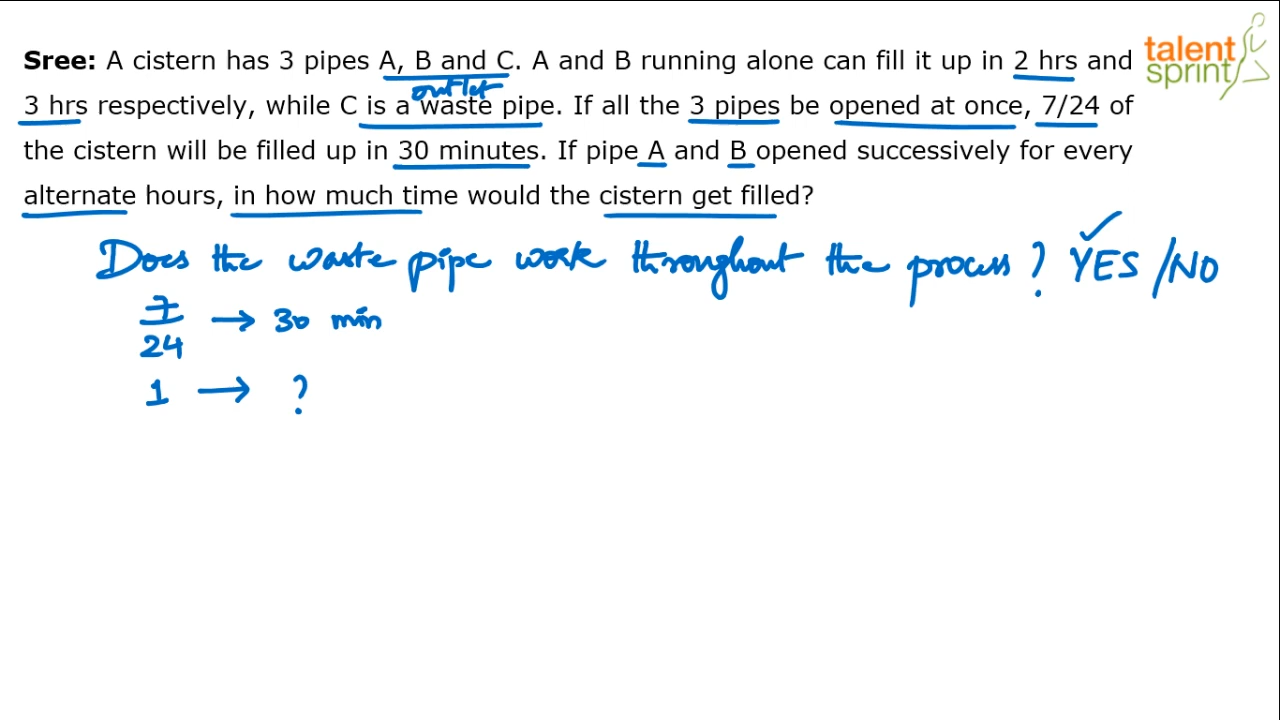 Sree: A cistern has 3 pipes A, B and C. A and B running alone can fill it up in 2 hrs and
talent
sprint
outlet
3 hrs respectively, while C is a waste pipe. If all the 3 pipes be opened at once, 7/24 of
the cistern will be filled up in 30 minutes. If pipe A and B opened successively for every
alternate hours, in how much time would the cistern get filled?
Does the waste pipe work throughout the process? YES/NO
7/24 → 30 min
1 → ?